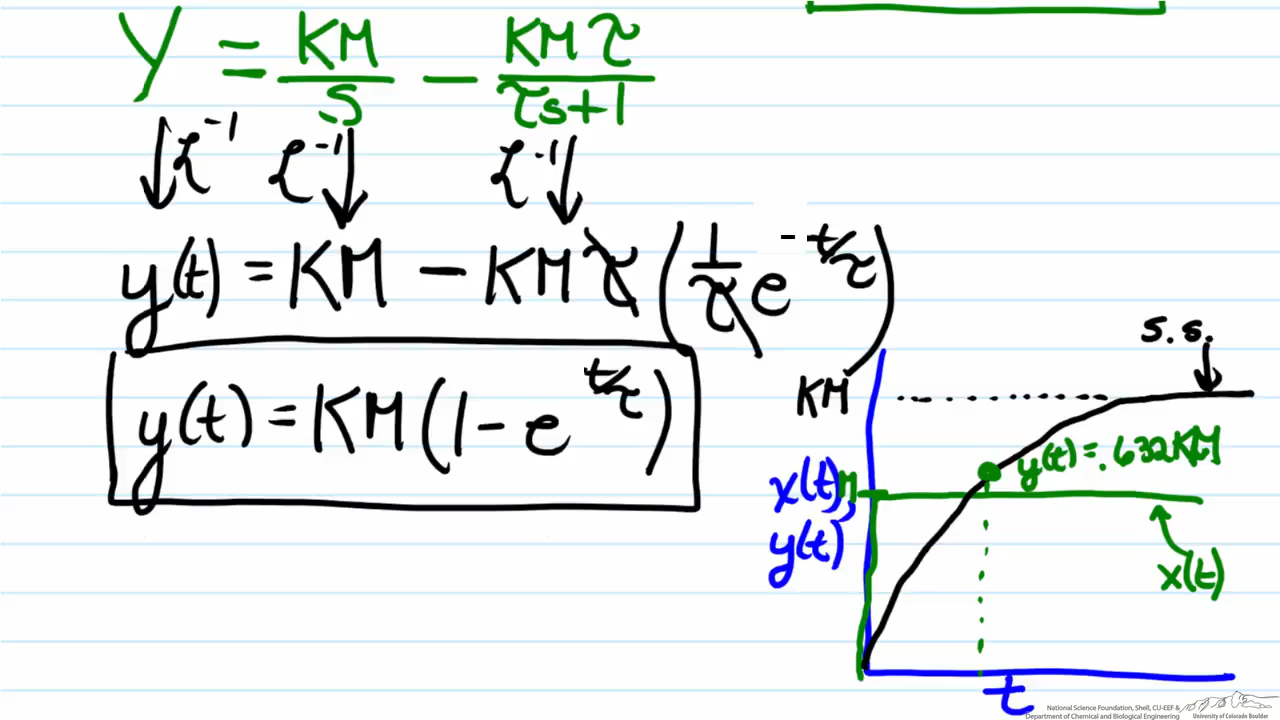 Y = KM/s − KMτ/τs+1
↓ℒ⁻¹ ℒ⁻¹↓ ℒ⁻¹↓
y(t) = KM − KMτ (1/τ e^-t/τ)
y(t) = KM(1 − e^t/τ)
s.s.
KM
y(t) = .632KM
x(t),
M
y(t)
x(t)
t
National Science Foundation, Shell, CU-EEF &
Department of Chemical and Biological Engineering
University of Colorado Boulder